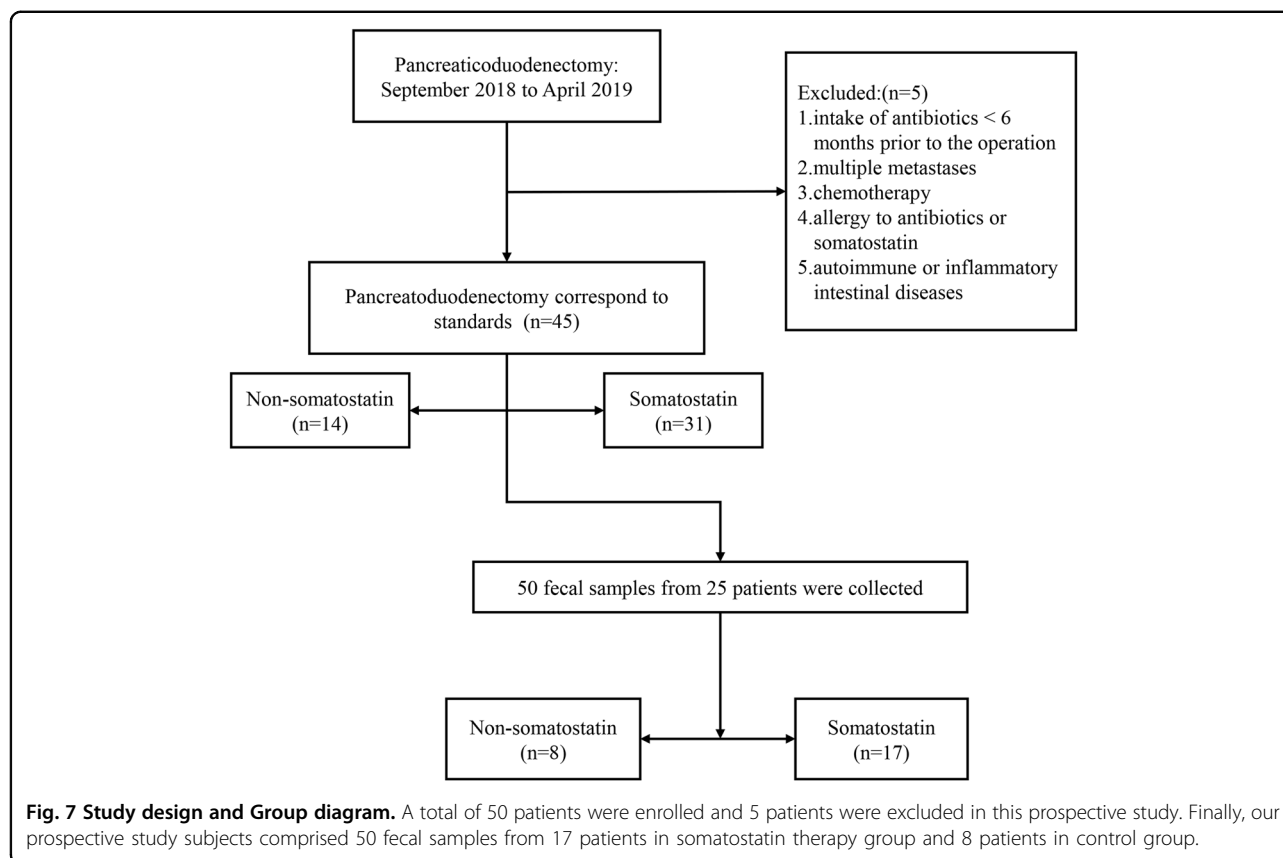 Pancreaticoduodenectomy:
September 2018 to April 2019
Excluded:(n=5)
1.intake of antibiotics < 6
months prior to the operation
2.multiple metastases
3.chemotherapy
4.allergy to antibiotics or
somatostatin
5.autoimmune or inflammatory
intestinal diseases
Pancreatoduodenectomy correspond to
standards (n=45)
Non-somatostatin
(n=14)
Somatostatin
(n=31)
50 fecal samples from 25 patients were collected
Non-somatostatin
(n=8)
Somatostatin
(n=17)
Fig. 7 Study design and Group diagram. A total of 50 patients were enrolled and 5 patients were excluded in this prospective study. Finally, our
prospective study subjects comprised 50 fecal samples from 17 patients in somatostatin therapy group and 8 patients in control group.